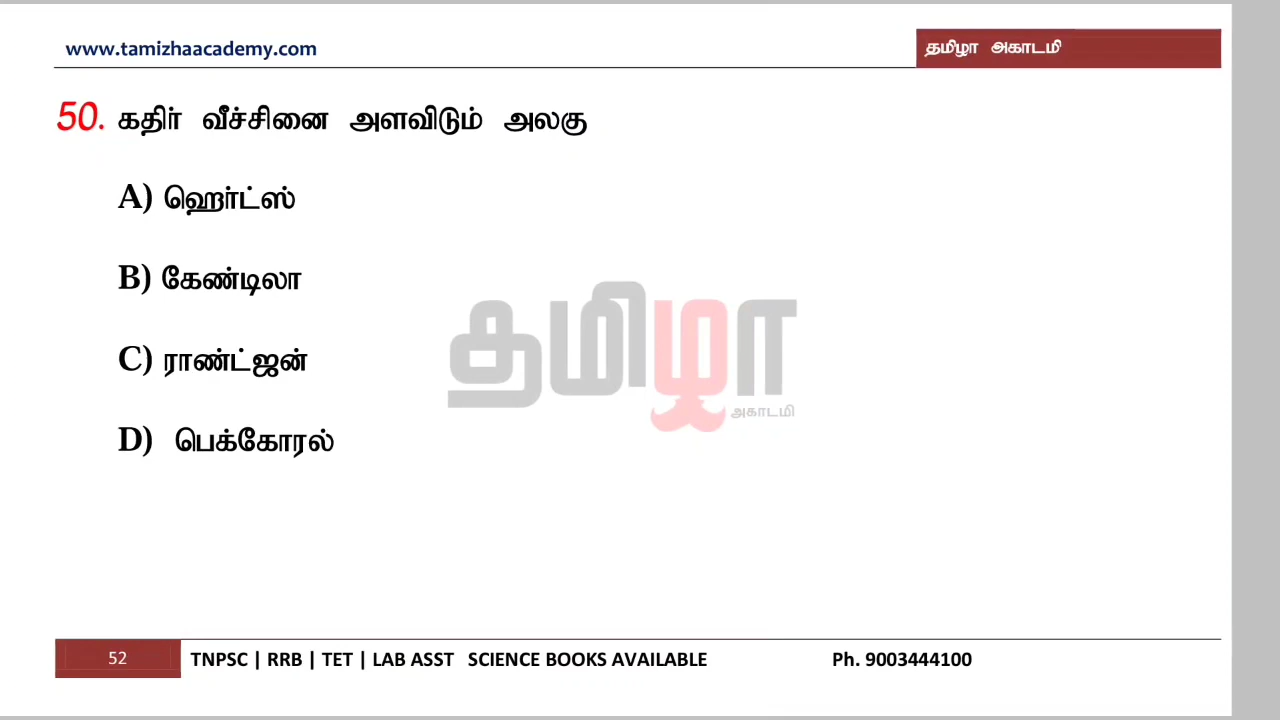 www.tamizhaacademy.com
தமிழா அகாடமி
50. கதிர் வீச்சினை அளவிடும் அலகு
A) ஹெர்ட்ஸ்
B) கேண்டிலா
தமிழா
C) ராண்ட்ஜன்
அகாடமி
D) பெக்கோரல்
52 TNPSC | RRB | TET | LAB ASST SCIENCE BOOKS AVAILABLE Ph. 9003444100